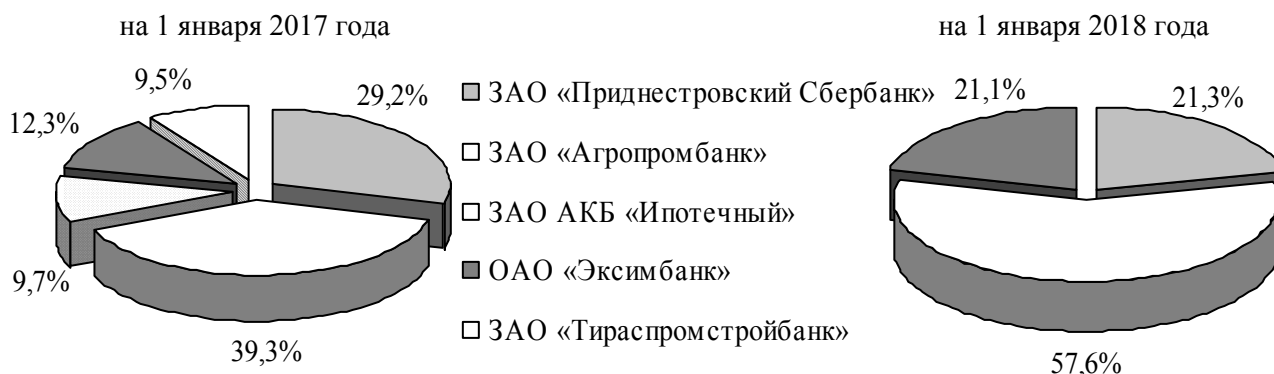 на 1 января 2017 года
9,5%
29,2%
12,3%
9,7%
39,3%
ЗАО «Приднестровский Сбербанк»
ЗАО «Агропромбанк»
ЗАО АКБ «Ипотечный»
ОАО «Эксимбанк»
ЗАО «Тираспромстройбанк»
на 1 января 2018 года
21,1%
21,3%
57,6%